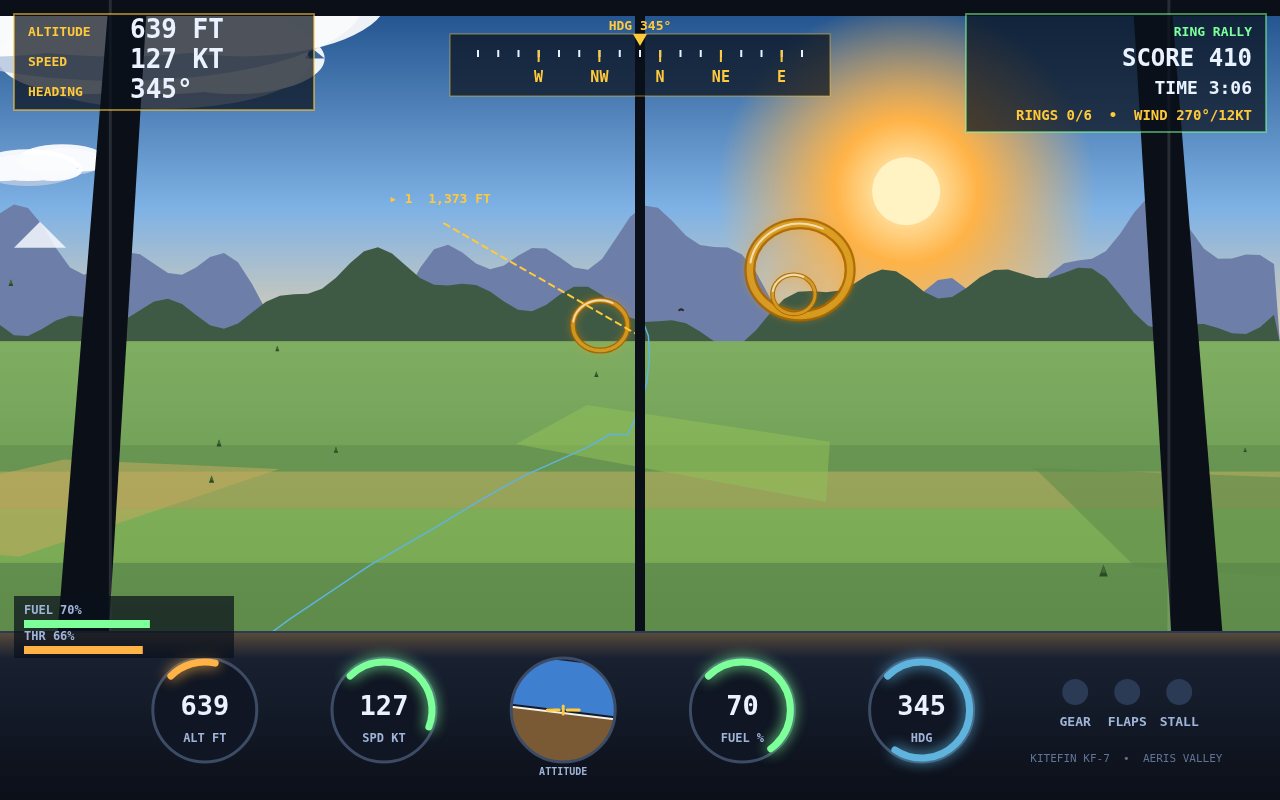 ALTITUDE 639 FT
SPEED 127 KT
HEADING 345°
HDG 345°
W NW N NE E
RING RALLY
SCORE 410
TIME 3:06
RINGS 0/6 • WIND 270°/12KT
▸ 1 1,373 FT
FUEL 70%
THR 66%
639
ALT FT
127
SPD KT
ATTITUDE
70
FUEL %
345
HDG
GEAR FLAPS STALL
KITEFIN KF-7 • AERIS VALLEY